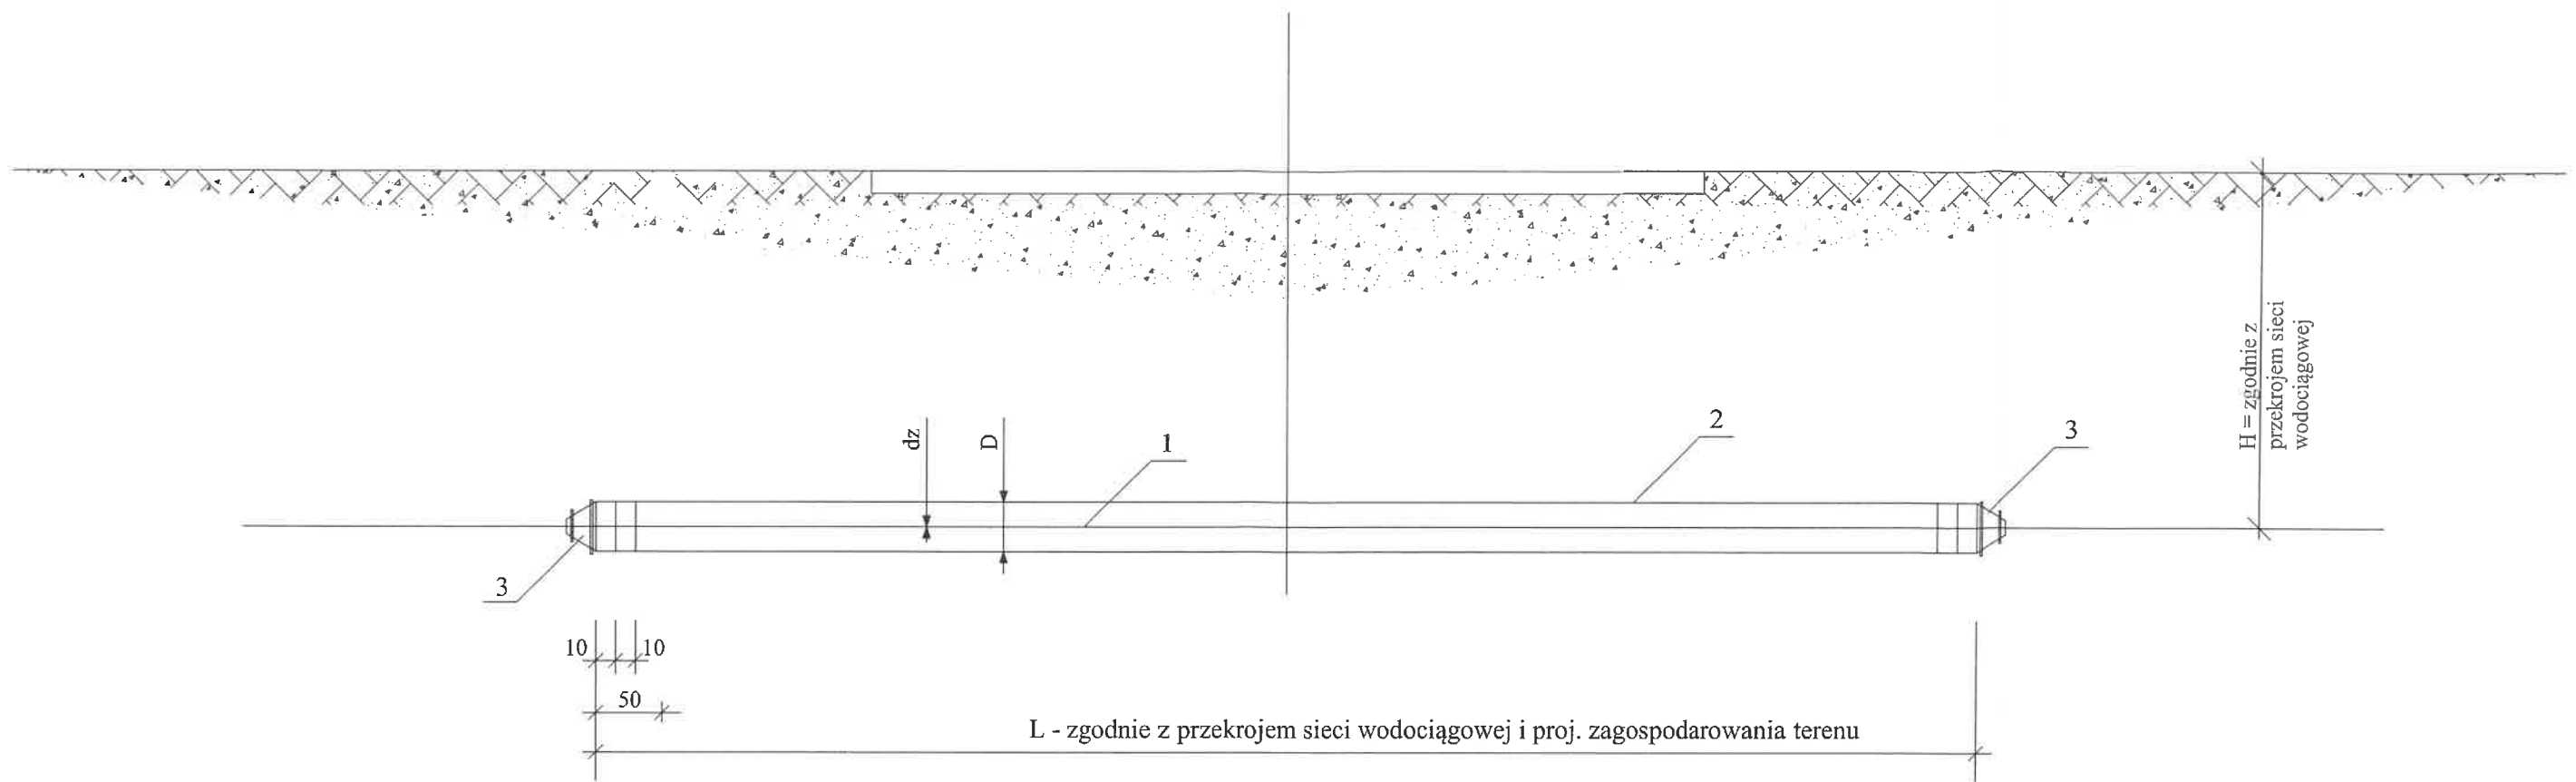 H = zgodnie z
przekrojem sieci
wodociągowej
dz
D
1
2
3
3
10
10
50
L - zgodnie z przekrojem sieci wodociągowej i proj. zagospodarowania terenu